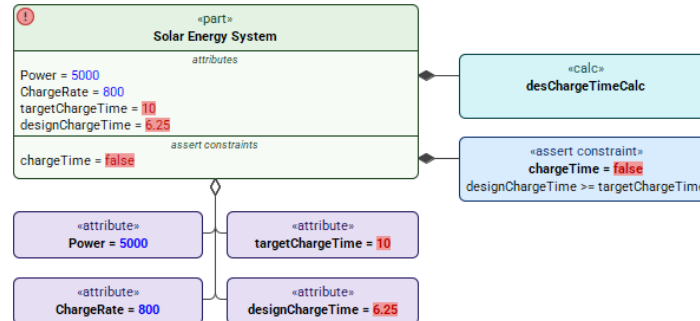 !
«part»
Solar Energy System
attributes
Power = 5000
ChargeRate = 800
targetChargeTime = 10
designChargeTime = 6.25
assert constraints
chargeTime = false
«calc»
desChargeTimeCalc
«assert constraint»
chargeTime = false
designChargeTime >= targetChargeTime
«attribute»
Power = 5000
«attribute»
targetChargeTime = 10
«attribute»
ChargeRate = 800
«attribute»
designChargeTime = 6.25